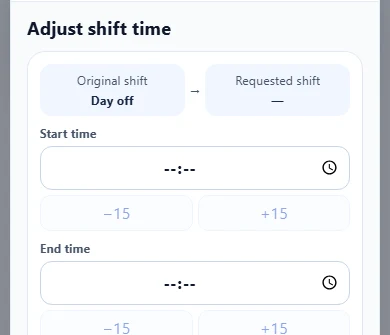 Adjust shift time
Original shift
Day off
→
Requested shift
—
Start time
--:--
−15
+15
End time
--:--
−15
+15